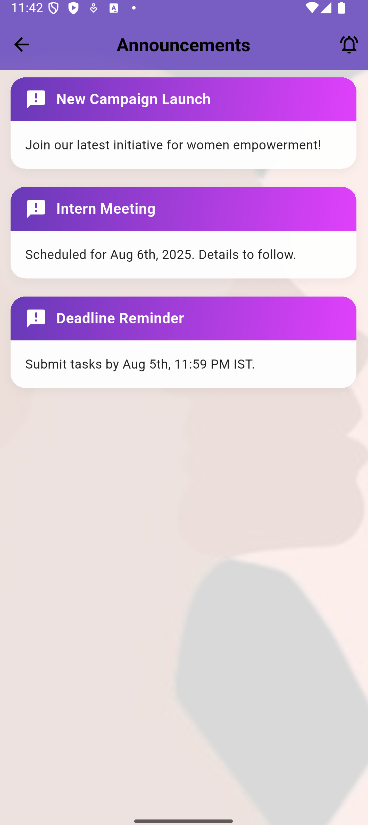 11:42
Announcements
New Campaign Launch
Join our latest initiative for women empowerment!
Intern Meeting
Scheduled for Aug 6th, 2025. Details to follow.
Deadline Reminder
Submit tasks by Aug 5th, 11:59 PM IST.